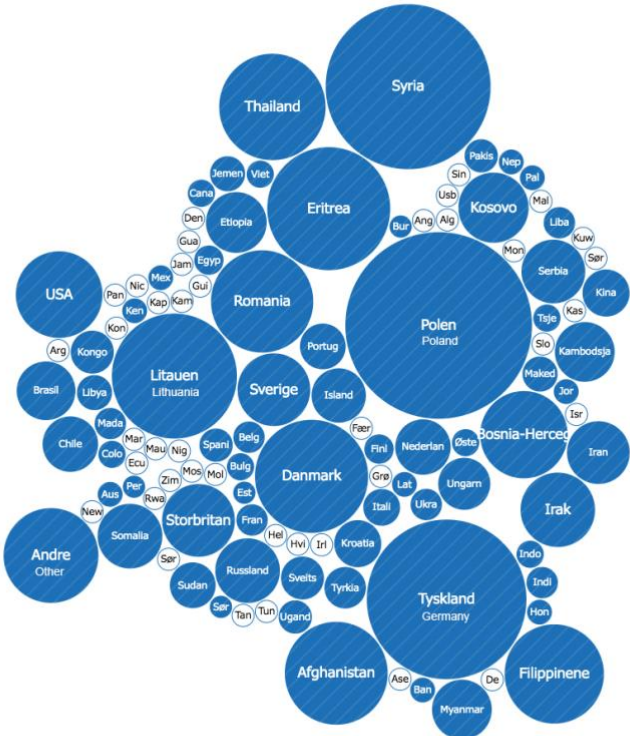 Syria
Thailand
Pakis
Nep
Sin
Pal
Jemen
Viet
Cana
Usb
Mal
Kosovo
Eritrea
Den
Etiopia
Bur
Ang
Alg
Liba
Gua
Kuw
Mon
Sør
Jam
Egyp
Serbia
Kina
Mex
Nic
Gui
USA
Pan
Kap
Kam
Romania
Ken
Kas
Tsje
Polen
Poland
Kon
Slo
Portug
Arg
Kongo
Kambodsja
Litauen
Lithuania
Maked
Sverige
Island
Brasil
Libya
Jor
Isr
Mada
Fær
Chile
Mar
Belg
Bosnia-Herceg
Colo
Mau
Nig
Spani
Finl
Nederlan
Øste
Iran
Ecu
Bulg
Danmark
Mos
Mol
Grø
Zim
Lat
Ungarn
Per
Est
Aus
Rwa
Itali
Ukra
New
Storbritan
Fran
Irak
Somalia
Hel
Hvi
Irl
Kroatia
Andre
Other
Sør
Indo
Russland
Sveits
Tyrkia
Sudan
Indi
Tyskland
Germany
Sør
Tan
Tun
Ugand
Hon
Afghanistan
Ase
Ban
De
Filippinene
Myanmar